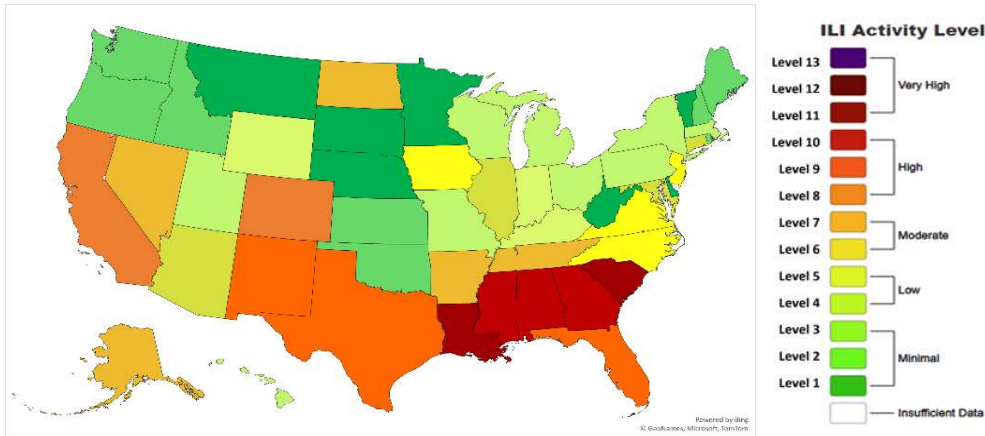 ILI Activity Level
Level 13
Level 12
Very High
Level 11
Level 10
Level 9
High
Level 8
Level 7
Moderate
Level 6
Level 5
Low
Level 4
Level 3
Level 2
Minimal
Level 1
Insufficient Data
Powered by Bing
© GeoNames, Microsoft, TomTom